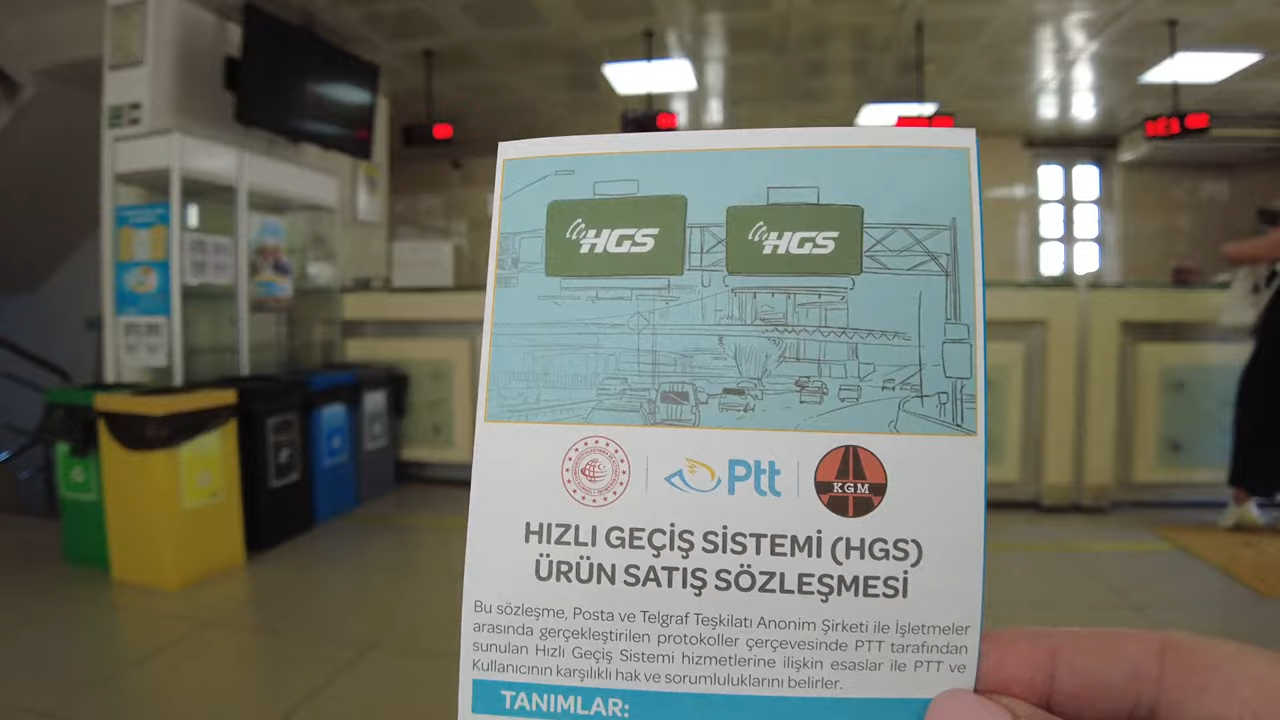 HGS
HGS
Ptt
KGM
HIZLI GEÇİŞ SİSTEMİ (HGS)
ÜRÜN SATIŞ SÖZLEŞMESİ
Bu sözleşme, Posta ve Telgraf Teşkilatı Anonim Şirketi ile İşletmeler
arasında gerçekleştirilen protokoller çerçevesinde PTT tarafından
sunulan Hızlı Geçiş Sistemi hizmetlerine ilişkin esaslar ile PTT ve
Kullanıcının karşılıklı hak ve sorumluluklarını belirler.
TANIMLAR: